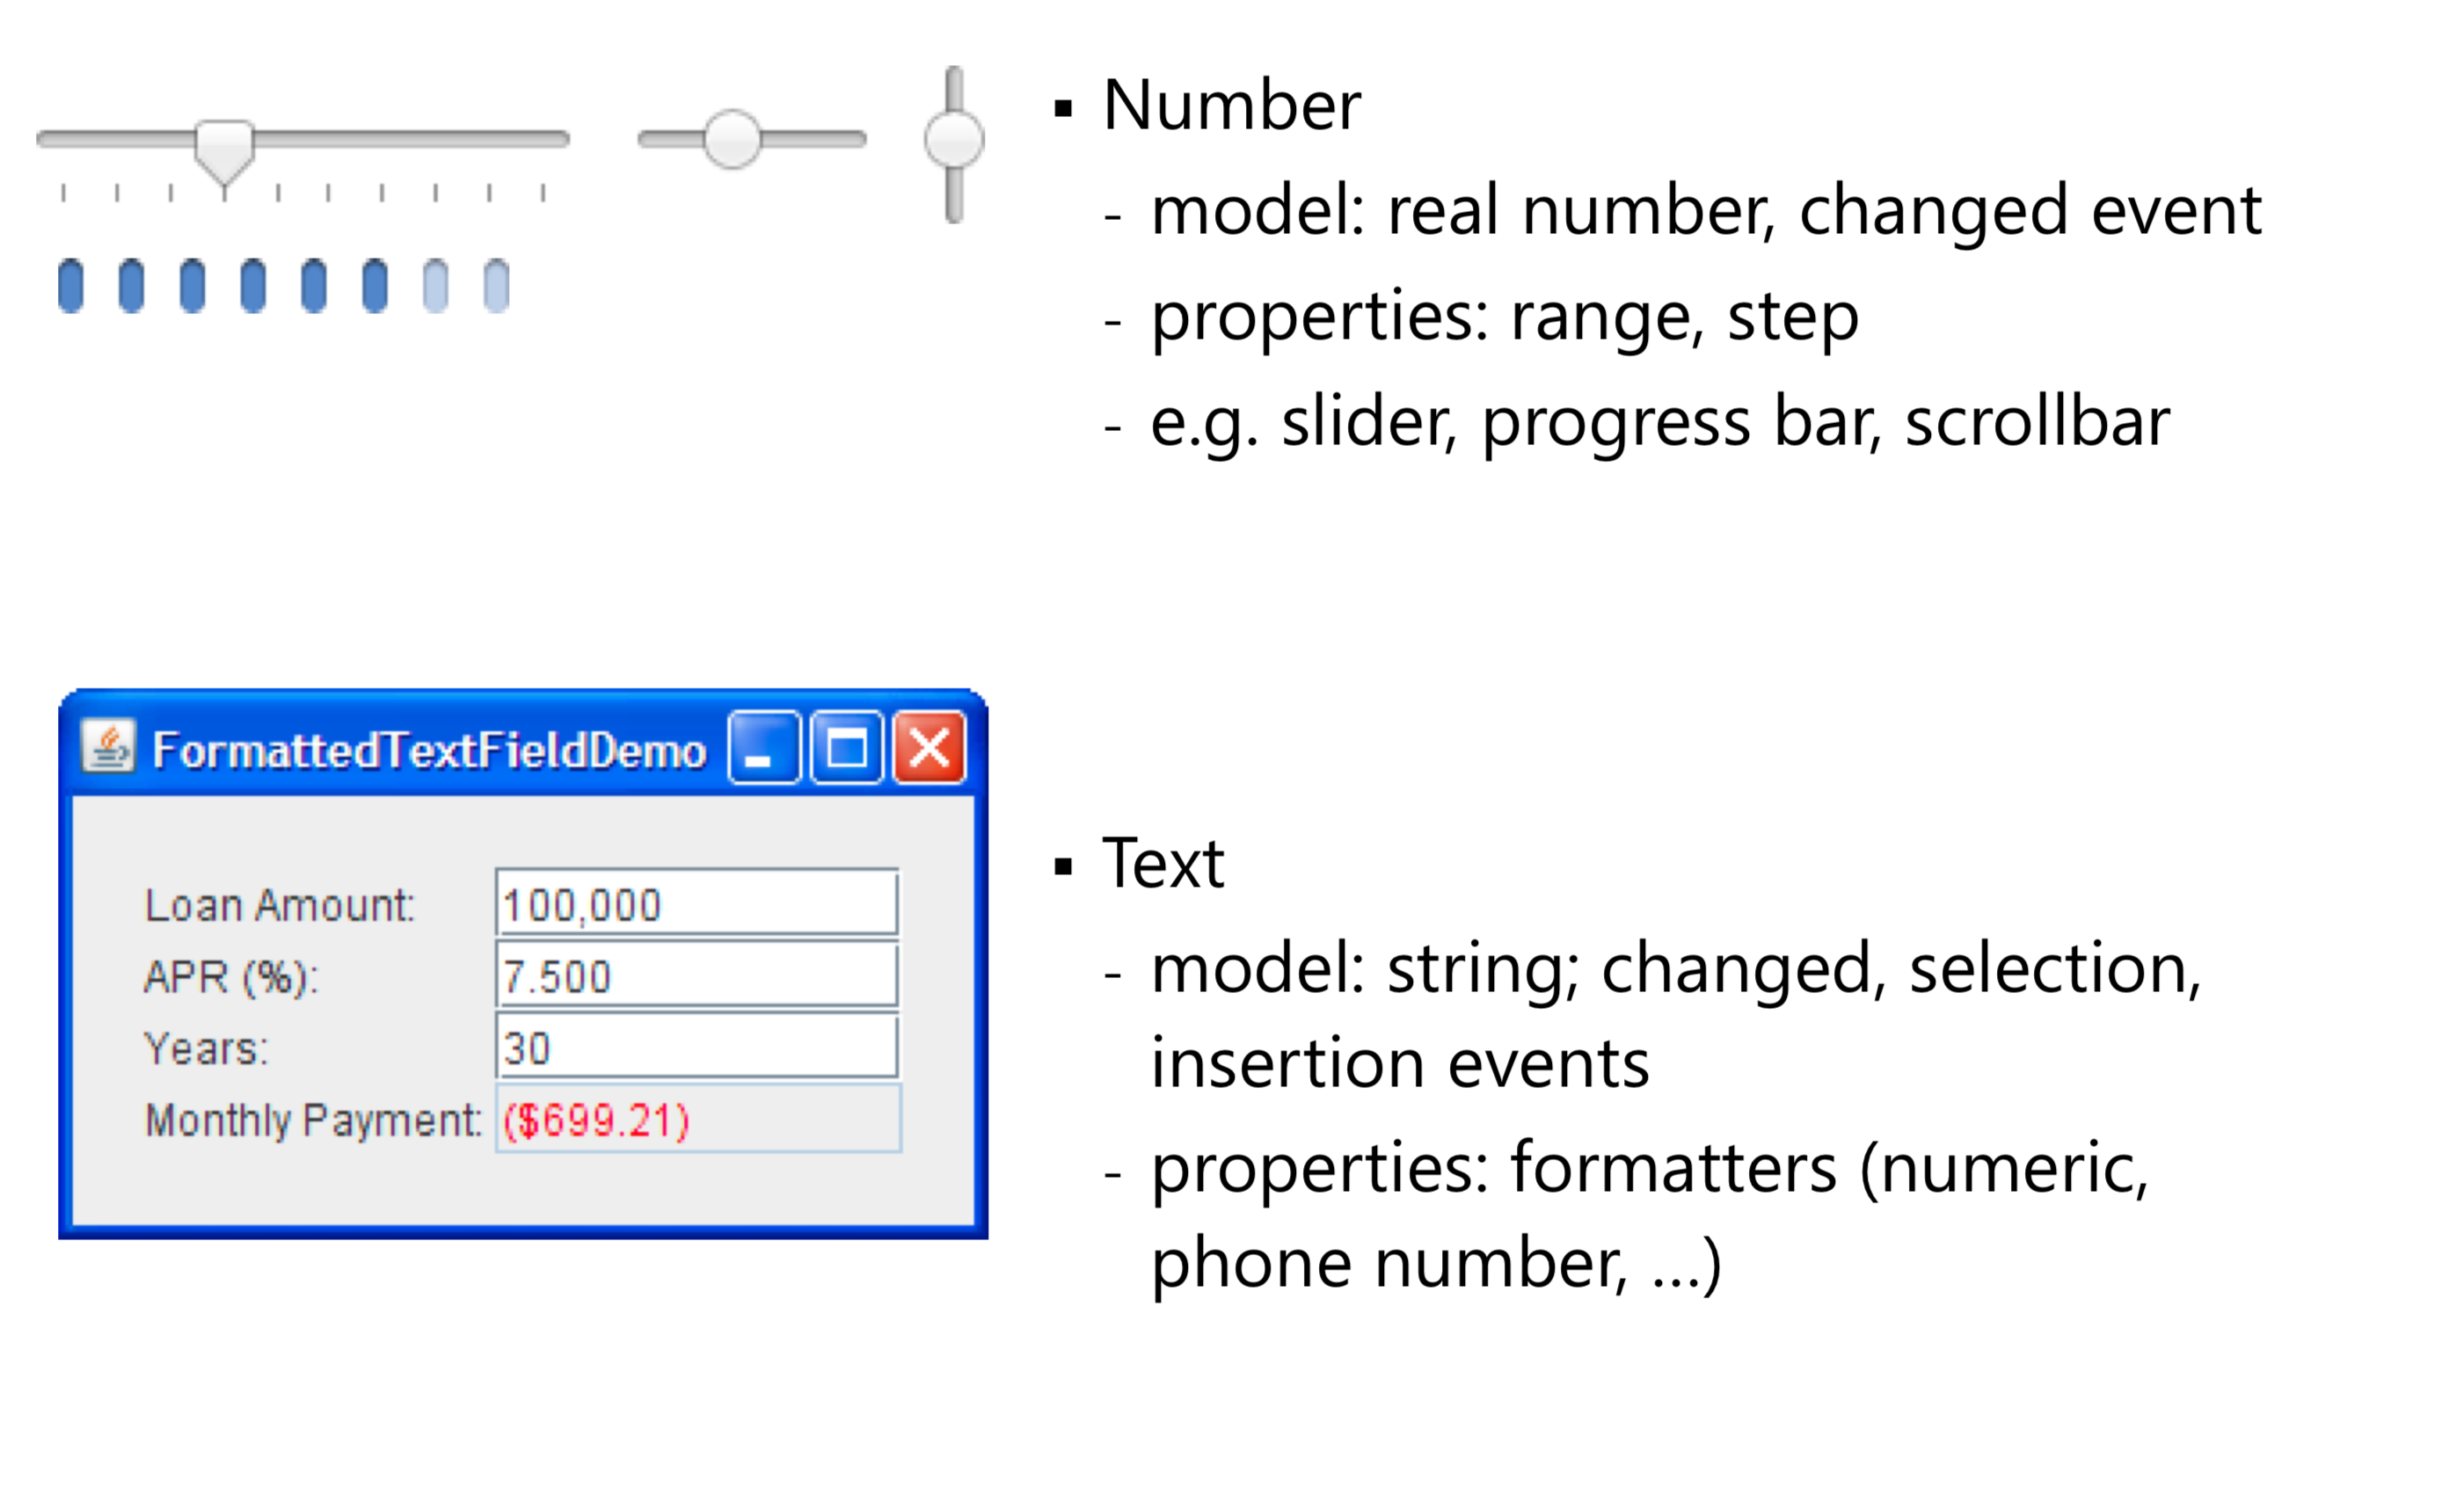 ▪ Number
- model: real number, changed event
- properties: range, step
- e.g. slider, progress bar, scrollbar
FormattedTextFieldDemo
Loan Amount: 100,000
APR (%): 7.500
Years: 30
Monthly Payment: ($699.21)
▪ Text
- model: string; changed, selection,
insertion events
- properties: formatters (numeric,
phone number, …)